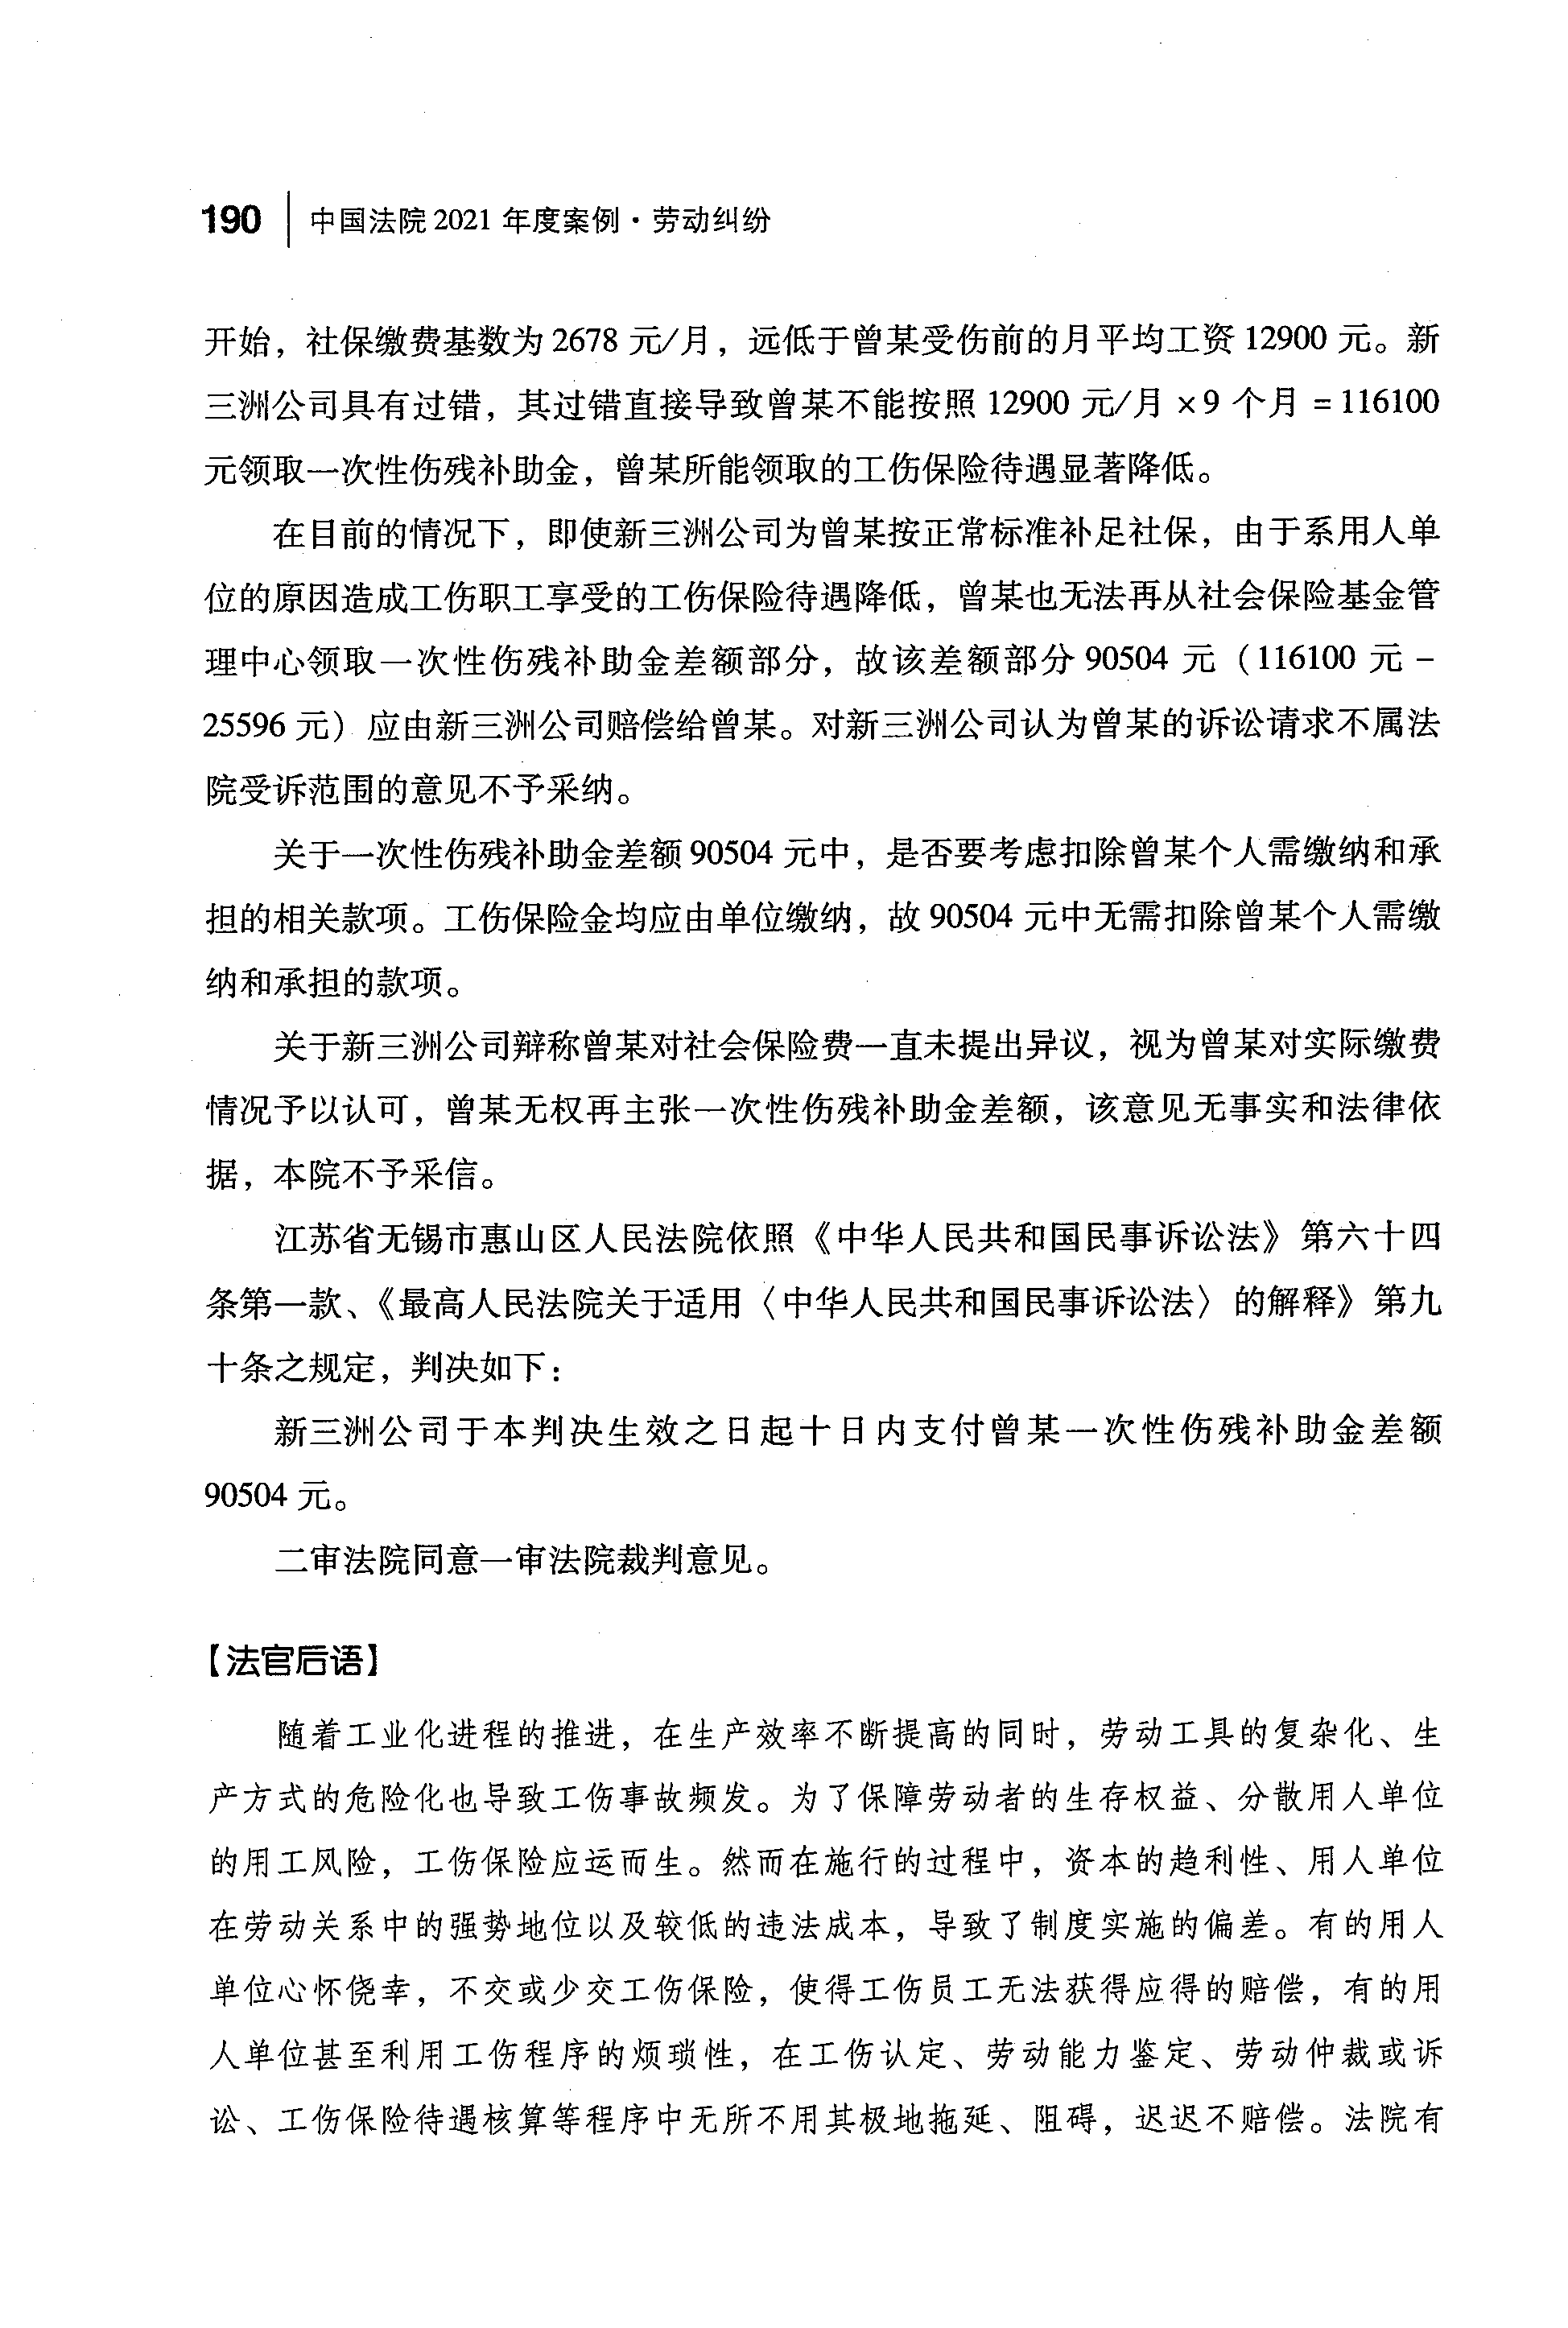 190 中国法院2021年度案例·劳动纠纷
开始，社保缴费基数为2678元/月，远低于曾某受伤前的月平均工资12900元。新
三洲公司具有过错，其过错直接导致曾某不能按照12900元/月×9个月=116100
元领取一次性伤残补助金，曾某所能领取的工伤保险待遇显著降低。
在目前的情况下，即使新三洲公司为曾某按正常标准补足社保，由于系用人单
位的原因造成工伤职工享受的工伤保险待遇降低，曾某也无法再从社会保险基金管
理中心领取一次性伤残补助金差额部分，故该差额部分90504元（116100元-
25596元）应由新三洲公司赔偿给曾某。对新三洲公司认为曾某的诉讼请求不属法
院受诉范围的意见不予采纳。
关于一次性伤残补助金差额90504元中，是否要考虑扣除曾某个人需缴纳和承
担的相关款项。工伤保险金均应由单位缴纳，故90504元中无需扣除曾某个人需缴
纳和承担的款项。
关于新三洲公司辩称曾某对社会保险费一直未提出异议，视为曾某对实际缴费
情况予以认可，曾某无权再主张一次性伤残补助金差额，该意见无事实和法律依
据，本院不予采信。
江苏省无锡市惠山区人民法院依照《中华人民共和国民事诉讼法》第六十四
条第一款、《最高人民法院关于适用〈中华人民共和国民事诉讼法〉的解释》第九
十条之规定，判决如下：
新三洲公司于本判决生效之日起十日内支付曾某一次性伤残补助金差额
90504元。
二审法院同意一审法院裁判意见。
【法官后语】
随着工业化进程的推进，在生产效率不断提高的同时，劳动工具的复杂化、生
产方式的危险化也导致工伤事故频发。为了保障劳动者的生存权益、分散用人单位
的用工风险，工伤保险应运而生。然而在施行的过程中，资本的趋利性、用人单位
在劳动关系中的强势地位以及较低的违法成本，导致了制度实施的偏差。有的用人
单位心怀侥幸，不交或少交工伤保险，使得工伤员工无法获得应得的赔偿，有的用
人单位甚至利用工伤程序的烦琐性，在工伤认定、劳动能力鉴定、劳动仲裁或诉
讼、工伤保险待遇核算等程序中无所不用其极地拖延、阻碍，迟迟不赔偿。法院有